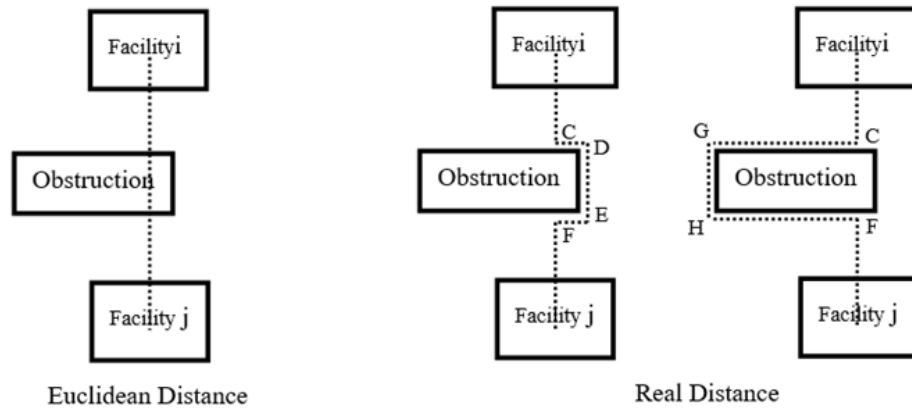 Facilityi
Obstruction
Facility j
Euclidean Distance
Facilityi
C
D
Obstruction
E
F
Facility j
Facilityi
G
C
Obstruction
H
F
Facility j
Real Distance